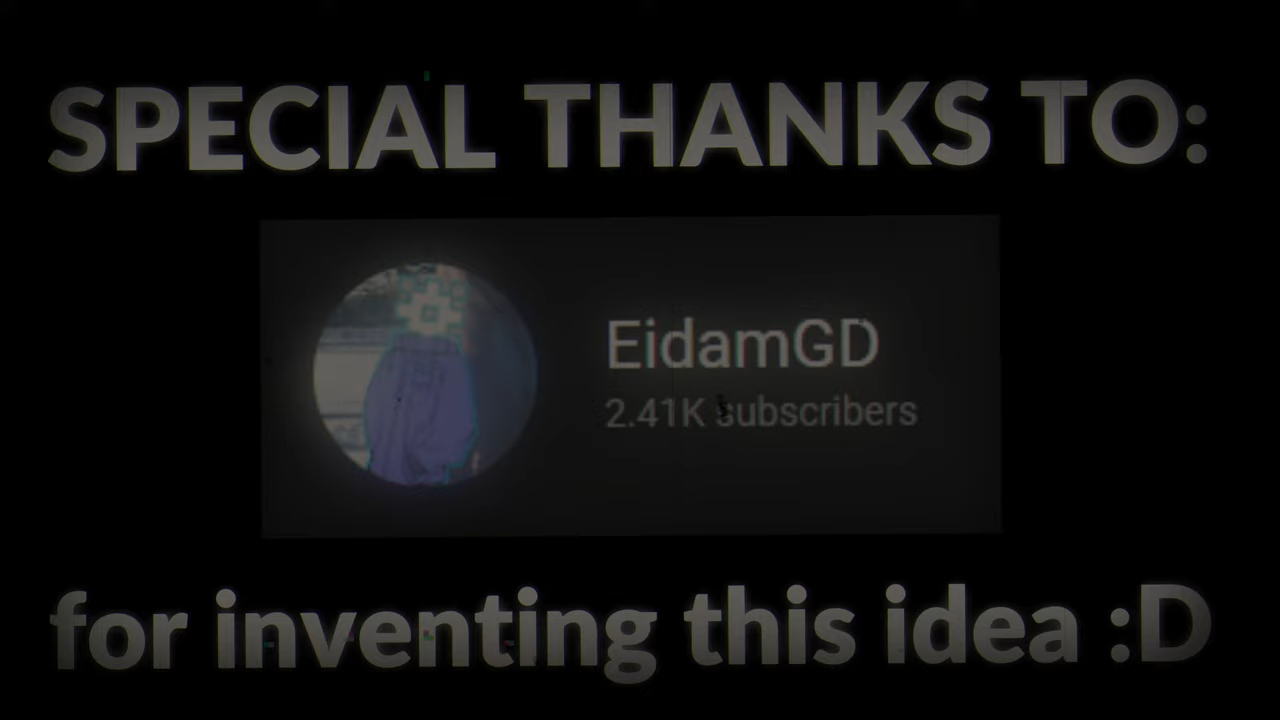 SPECIAL THANKS TO:
EidamGD
2.41K subscribers
for inventing this idea :D